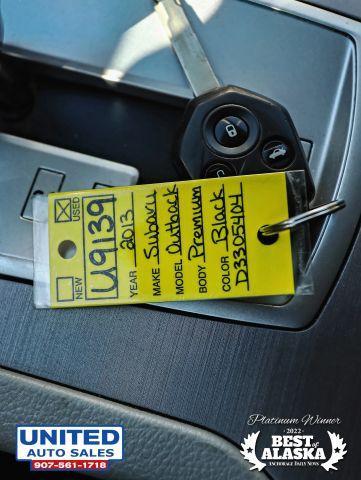 USED
NEW
U9139
YEAR 2013
MAKE Subaru
MODEL Outback
BODY Premium
COLOR Black
D3305404
UNITED
AUTO SALES
907-561-1718
Platinum Winner
· 2022 ·
BEST of
ALASKA
ANCHORAGE DAILY NEWS